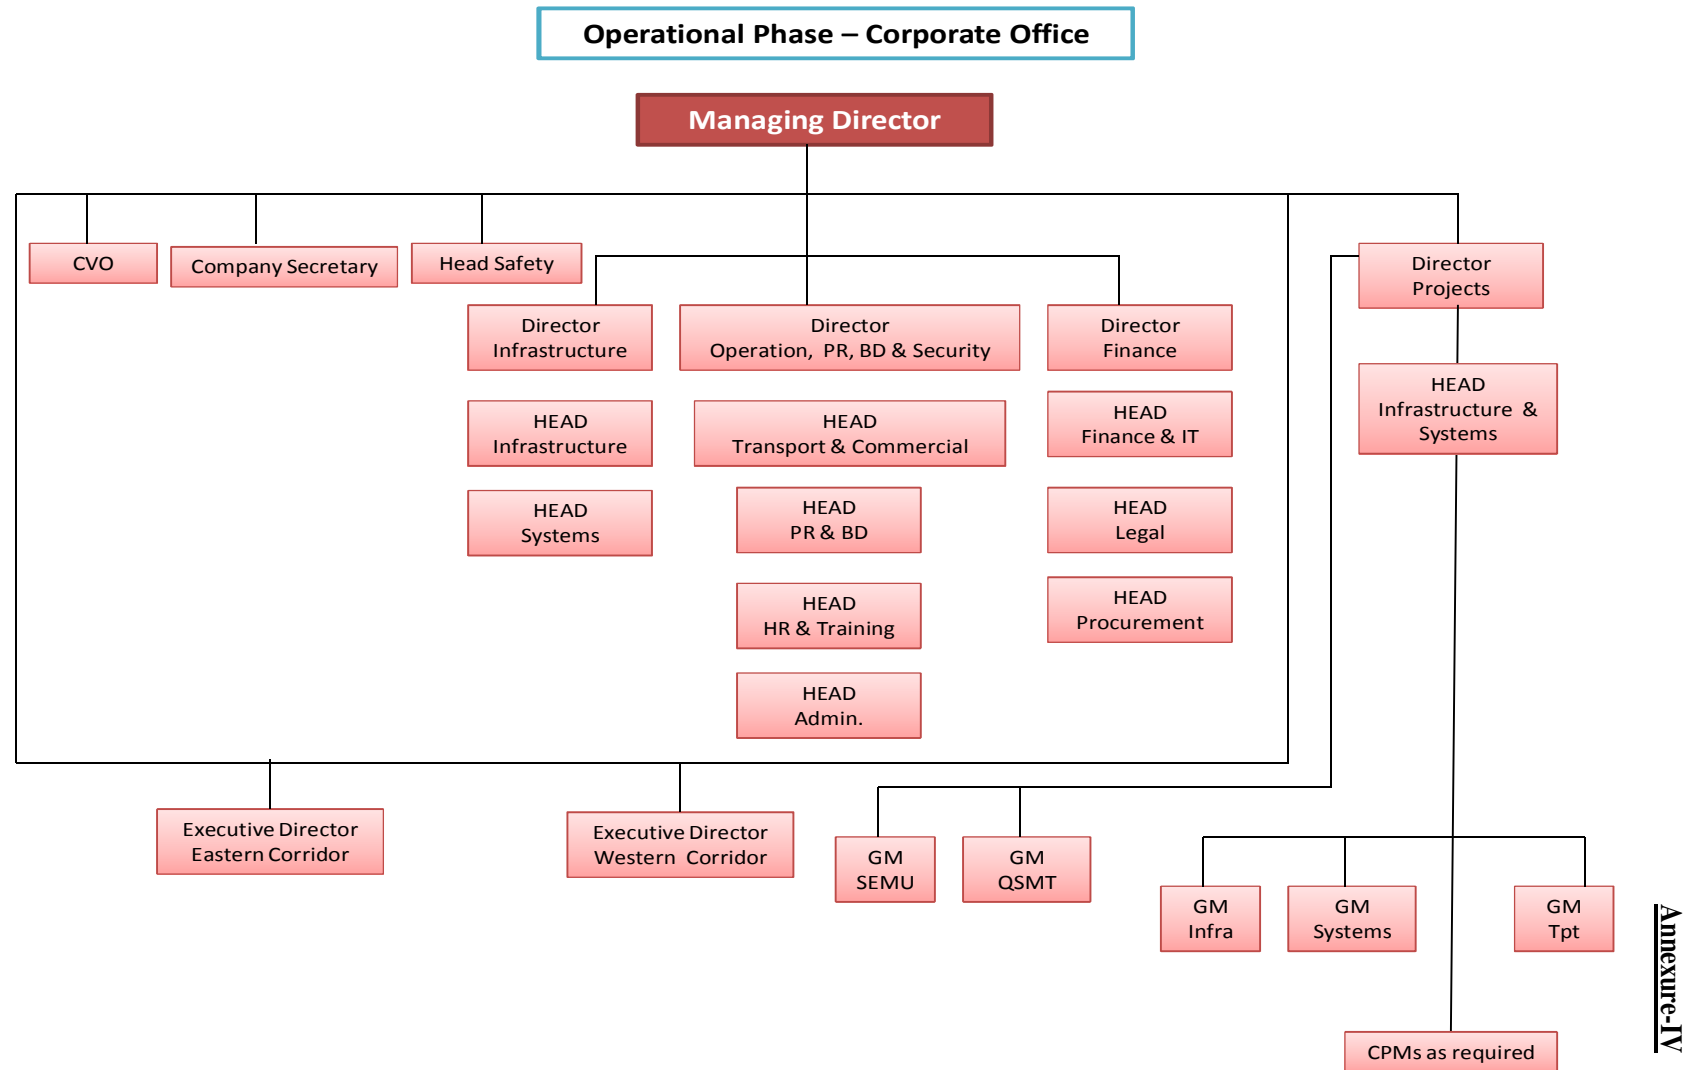 Operational Phase – Corporate Office
Managing Director
CVO
Company Secretary
Head Safety
Director
Projects
Director
Infrastructure
Director
Operation, PR, BD & Security
Director
Finance
HEAD
Infrastructure &
Systems
HEAD
Infrastructure
HEAD
Transport & Commercial
HEAD
Finance & IT
HEAD
Systems
HEAD
PR & BD
HEAD
Legal
HEAD
HR & Training
HEAD
Procurement
HEAD
Admin.
Executive Director
Eastern Corridor
Executive Director
Western Corridor
GM
SEMU
GM
QSMT
GM
Infra
GM
Systems
GM
Tpt
CPMs as required
Annexure-IV